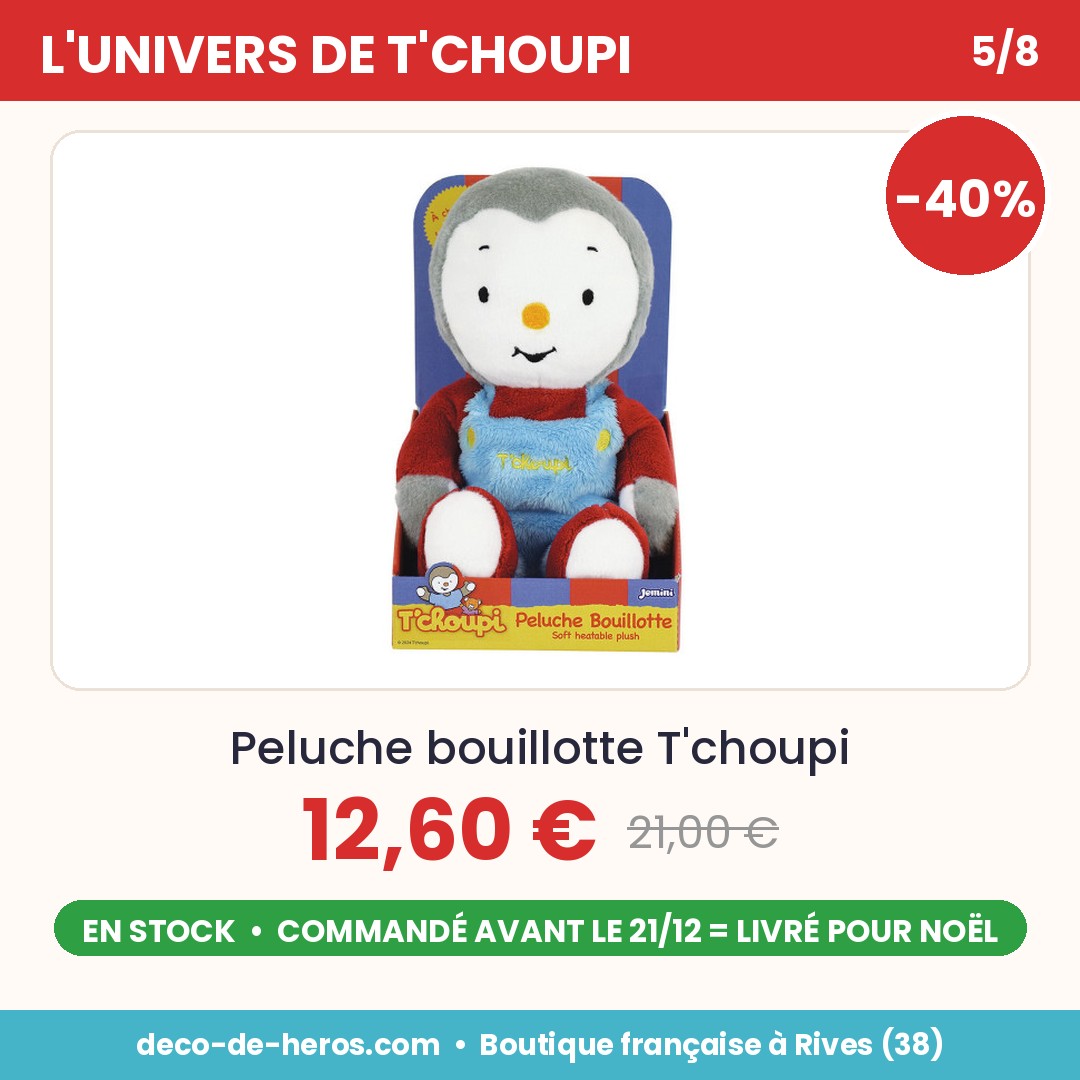 L'UNIVERS DE T'CHOUPI
5/8
-40%
T'choupi
Jemini
T'choupi
Peluche Bouillotte
Soft heatable plush
Peluche bouillotte T'choupi
12,60 € 21,00 €
EN STOCK • COMMANDÉ AVANT LE 21/12 = LIVRÉ POUR NOËL
deco-de-heros.com • Boutique française à Rives (38)